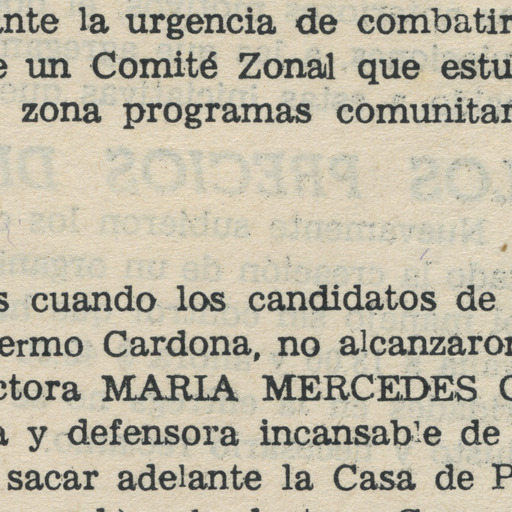 ante la urgencia de combatir
e un Comité Zonal que estu
zona programas comunitar
s cuando los candidatos de
ermo Cardona, no alcanzaron
ctora MARIA MERCEDES C
a y defensora incansable de
sacar adelante la Casa de P